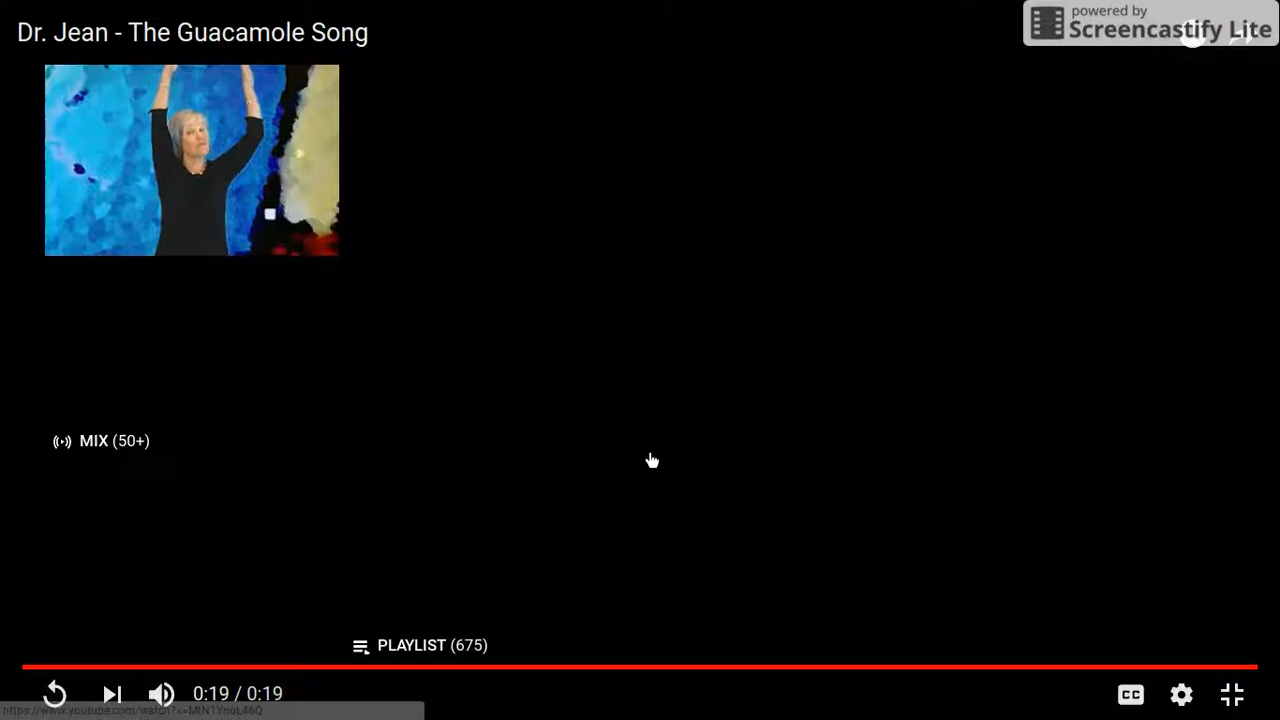 Dr. Jean - The Guacamole Song
powered by
Screencastify Lite
MIX (50+)
PLAYLIST (675)
0:19 / 0:19
CC